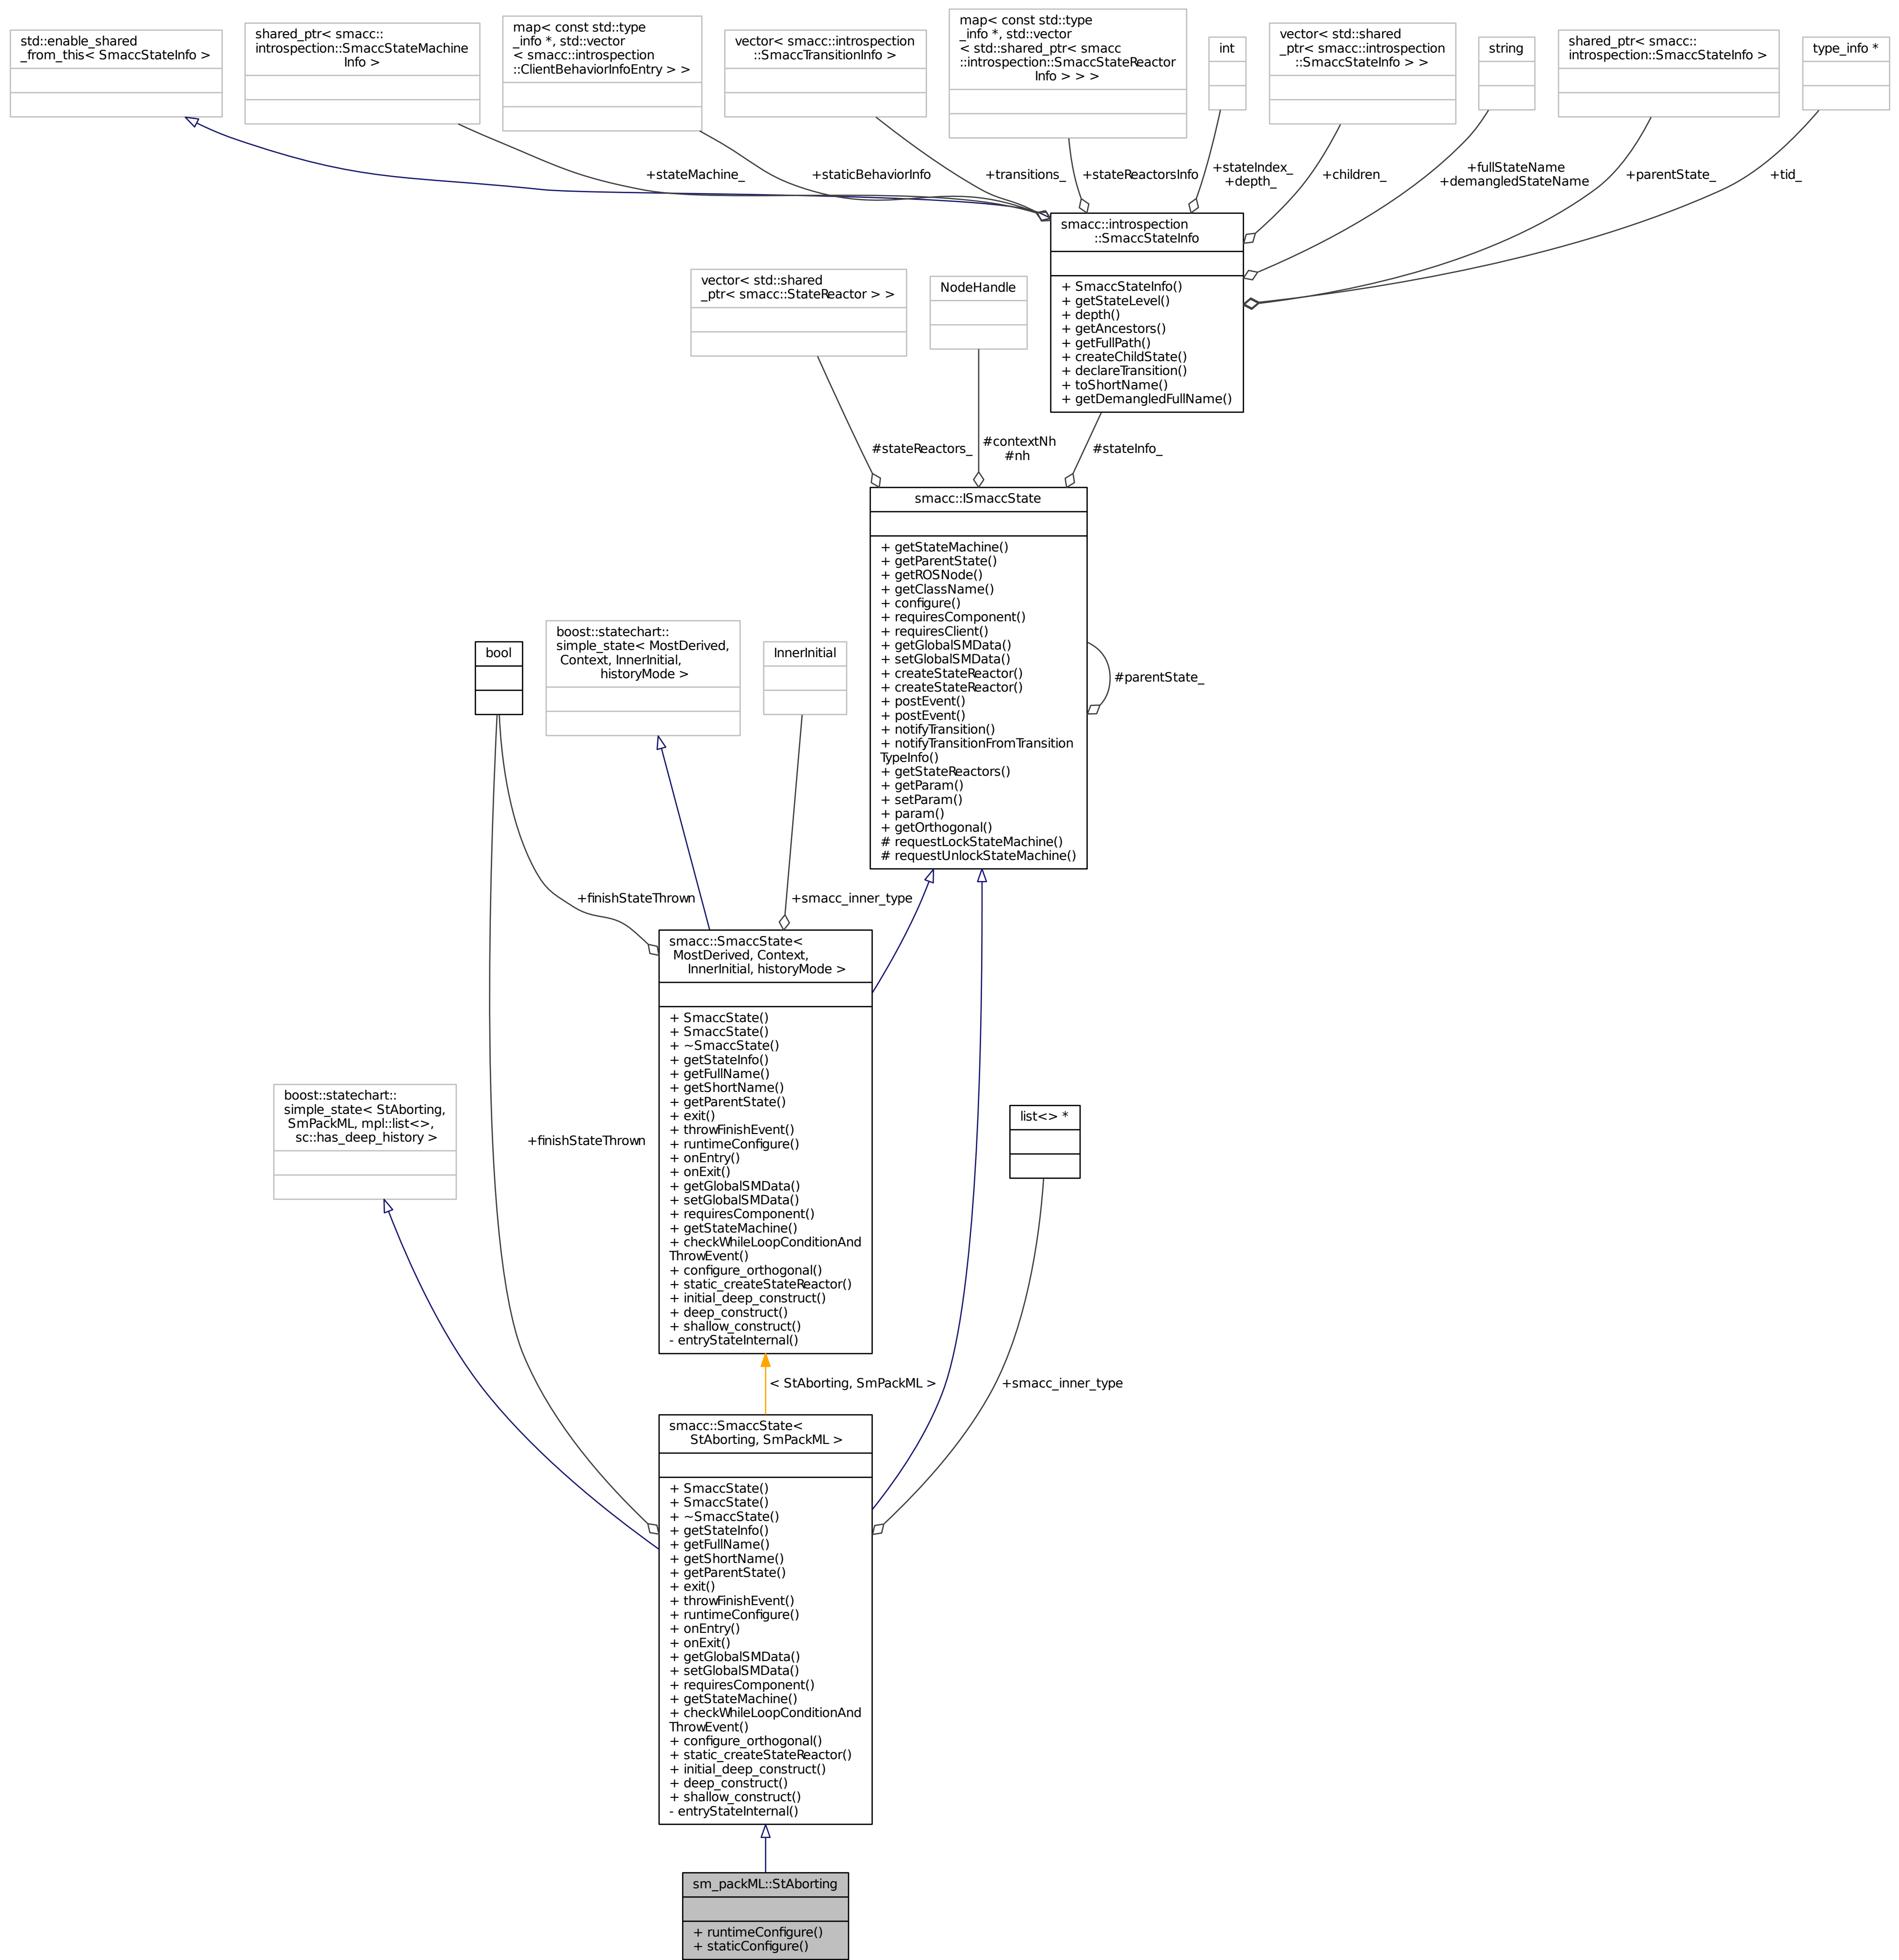 std::enable_shared
_from_this< SmaccStateInfo >
shared_ptr< smacc::
introspection::SmaccStateMachine
Info >
map< const std::type
_info *, std::vector
< smacc::introspection
::ClientBehaviorInfoEntry > >
vector< smacc::introspection
::SmaccTransitionInfo >
map< const std::type
_info *, std::vector
< std::shared_ptr< smacc
::introspection::SmaccStateReactor
Info > > >
int
vector< std::shared
_ptr< smacc::introspection
::SmaccStateInfo > >
string
shared_ptr< smacc::
introspection::SmaccStateInfo >
type_info *
+stateMachine_
+staticBehaviorInfo
+transitions_
+stateReactorsInfo
+stateIndex_
+depth_
+children_
+fullStateName
+demangledStateName
+parentState_
+tid_
smacc::introspection
::SmaccStateInfo
+ SmaccStateInfo()
+ getStateLevel()
+ depth()
+ getAncestors()
+ getFullPath()
+ createChildState()
+ declareTransition()
+ toShortName()
+ getDemangledFullName()
vector< std::shared
_ptr< smacc::StateReactor > >
NodeHandle
#stateReactors_
#contextNh
#nh
#stateInfo_
smacc::ISmaccState
+ getStateMachine()
+ getParentState()
+ getROSNode()
+ getClassName()
+ configure()
+ requiresComponent()
+ requiresClient()
+ getGlobalSMData()
+ setGlobalSMData()
+ createStateReactor()
+ createStateReactor()
+ postEvent()
+ postEvent()
+ notifyTransition()
+ notifyTransitionFromTransition
TypeInfo()
+ getStateReactors()
+ getParam()
+ setParam()
+ param()
+ getOrthogonal()
# requestLockStateMachine()
# requestUnlockStateMachine()
#parentState_
bool
boost::statechart::
simple_state< MostDerived,
Context, InnerInitial,
historyMode >
InnerInitial
+finishStateThrown
+smacc_inner_type
smacc::SmaccState<
MostDerived, Context,
InnerInitial, historyMode >
+ SmaccState()
+ SmaccState()
+ ~SmaccState()
+ getStateInfo()
+ getFullName()
+ getShortName()
+ getParentState()
+ exit()
+ throwFinishEvent()
+ runtimeConfigure()
+ onEntry()
+ onExit()
+ getGlobalSMData()
+ setGlobalSMData()
+ requiresComponent()
+ getStateMachine()
+ checkWhileLoopConditionAnd
ThrowEvent()
+ configure_orthogonal()
+ static_createStateReactor()
+ initial_deep_construct()
+ deep_construct()
+ shallow_construct()
- entryStateInternal()
boost::statechart::
simple_state< StAborting,
SmPackML, mpl::list<>,
sc::has_deep_history >
+finishStateThrown
list<> *
< StAborting, SmPackML >
+smacc_inner_type
smacc::SmaccState<
StAborting, SmPackML >
+ SmaccState()
+ SmaccState()
+ ~SmaccState()
+ getStateInfo()
+ getFullName()
+ getShortName()
+ getParentState()
+ exit()
+ throwFinishEvent()
+ runtimeConfigure()
+ onEntry()
+ onExit()
+ getGlobalSMData()
+ setGlobalSMData()
+ requiresComponent()
+ getStateMachine()
+ checkWhileLoopConditionAnd
ThrowEvent()
+ configure_orthogonal()
+ static_createStateReactor()
+ initial_deep_construct()
+ deep_construct()
+ shallow_construct()
- entryStateInternal()
sm_packML::StAborting
+ runtimeConfigure()
+ staticConfigure()